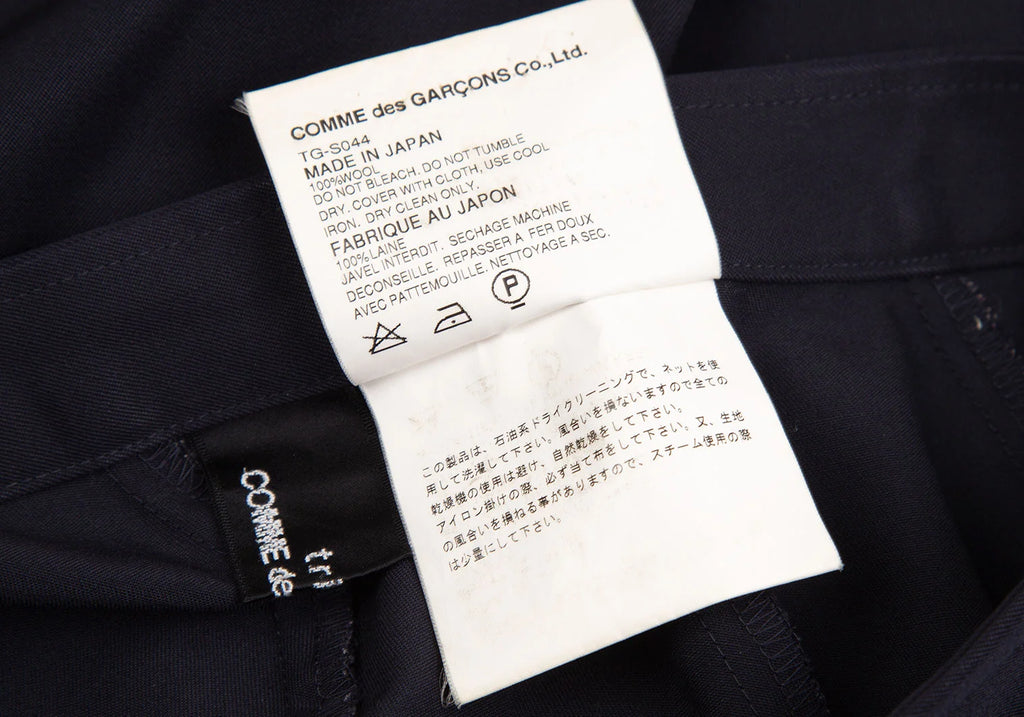 COMME des GARÇONS Co.,Ltd.
TG-S044
MADE IN JAPAN
100%WOOL
DO NOT BLEACH. DO NOT TUMBLE
DRY. COVER WITH CLOTH, USE COOL
IRON. DRY CLEAN ONLY.
FABRIQUE AU JAPON
100%LAINE
JAVEL INTERDIT. SECHAGE MACHINE
DECONSEILLE. REPASSER A FER DOUX
AVEC PATTEMOUILLE. NETTOYAGE A SEC.
P
この製品は、石油系ドライクリーニングで、ネットを使
用して洗濯して下さい。風合いを損ないますので全ての
乾燥機の使用は避け、自然乾燥をして下さい。
アイロン掛けの際、必ず当て布をして下さい。又、生地
の風合いを損ねる事がありますので、スチーム使用の際
は少量にして下さい。
tri
COMME de